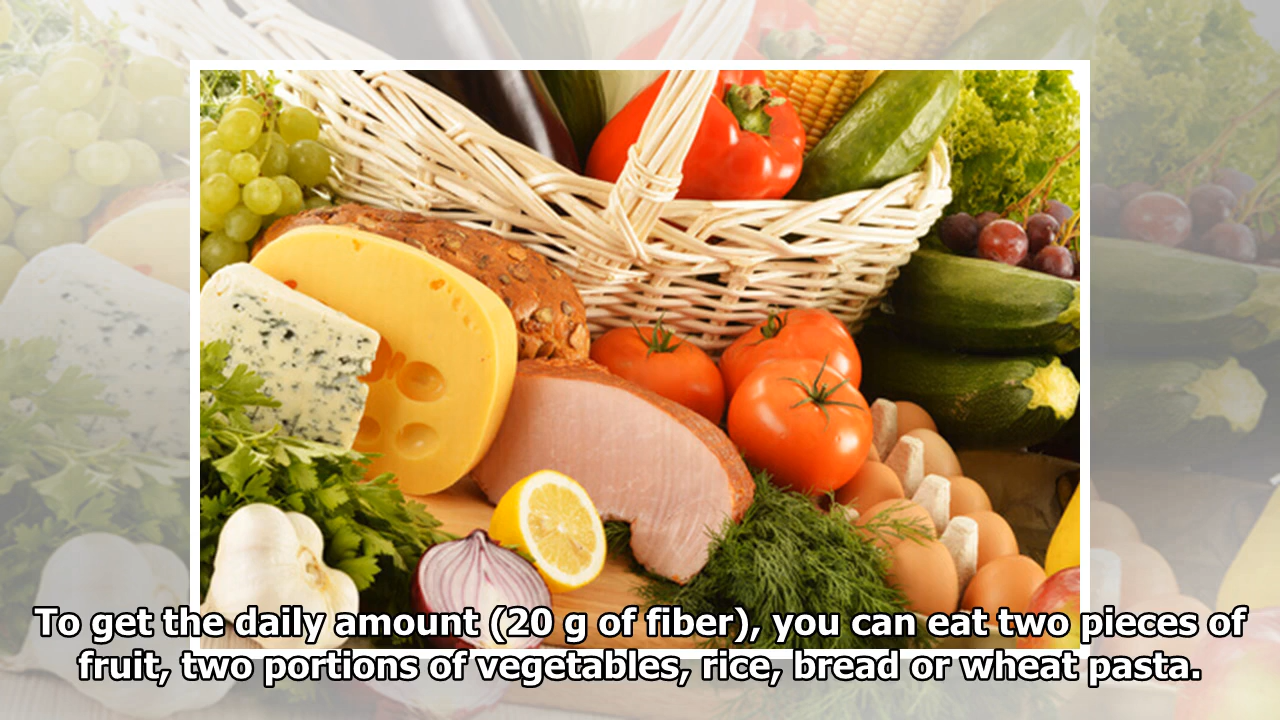 To get the daily amount (20 g of fiber), you can eat two pieces of
fruit, two portions of vegetables, rice, bread or wheat pasta.